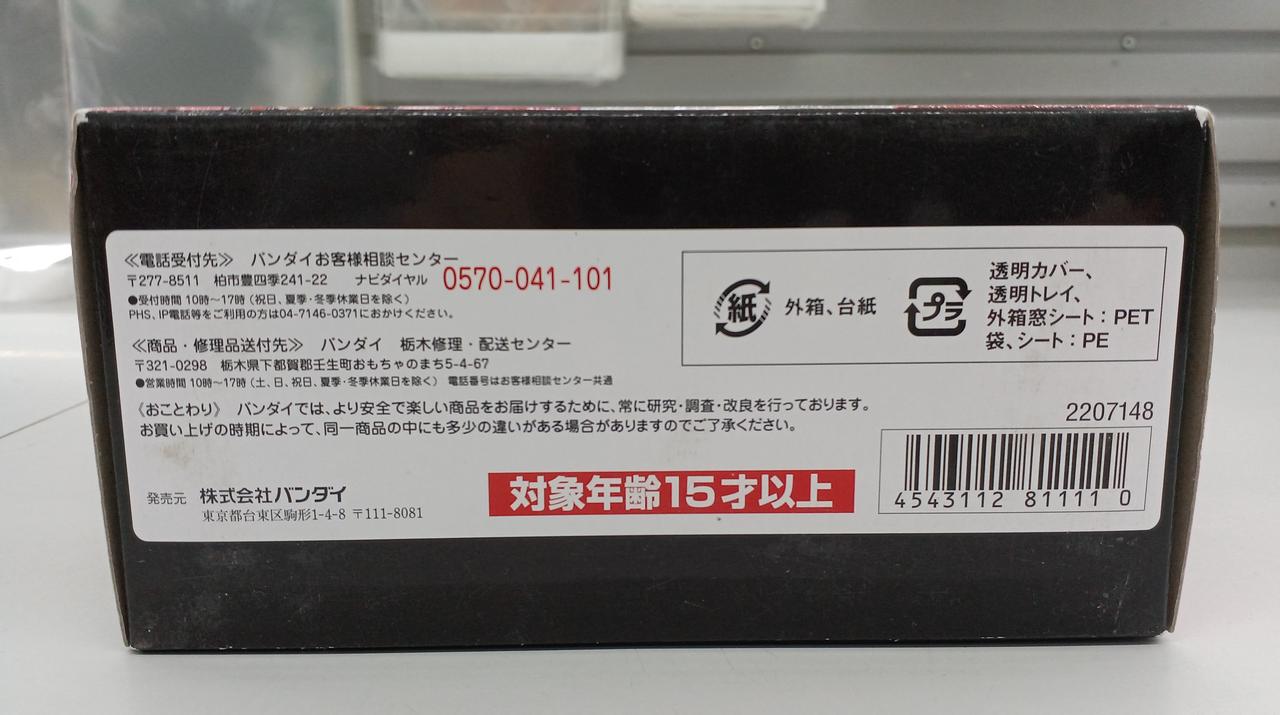 ≪電話受付先≫ バンダイお客様相談センター
〒277-8511 柏市豊四季241-22 ナビダイヤル 0570-041-101
●受付時間 10時～17時（祝日、夏季・冬季休業日を除く）
PHS、IP電話等をご利用の方は04-7146-0371におかけください。
≪商品・修理品送付先≫ バンダイ 栃木修理・配送センター
〒321-0298 栃木県下都賀郡壬生町おもちゃのまち5-4-67
●営業時間 10時～17時（土、日、祝日、夏季・冬季休業日を除く） 電話番号はお客様相談センター共通
《おことわり》 バンダイでは、より安全で楽しい商品をお届けするために、常に研究・調査・改良を行っております。
お買い上げの時期によって、同一商品の中にも多少の違いがある場合がありますのでご了承ください。
発売元 株式会社バンダイ
東京都台東区駒形1-4-8 〒111-8081
対象年齢15才以上
紙 外箱、台紙
プラ
透明カバー、
透明トレイ、
外箱窓シート：PET
袋、シート：PE
2207148
4543112 81111 0